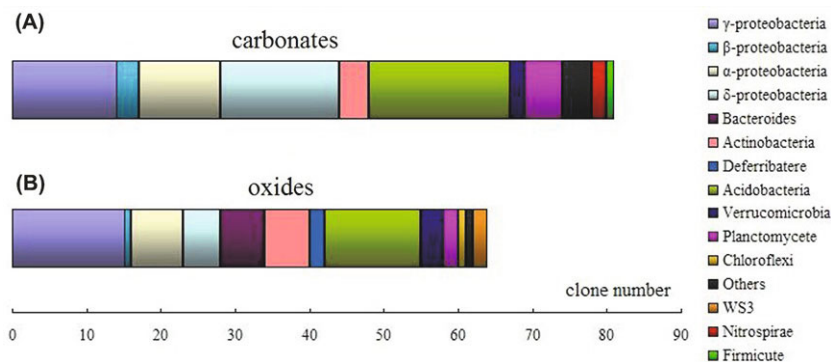 (A)
carbonates
(B)
oxides
clone number
0 10 20 30 40 50 60 70 80 90
γ-proteobacteria
β-proteobacteria
α-proteobacteria
δ-proteobacteria
Bacteroides
Actinobacteria
Deferribatere
Acidobacteria
Verrucomicrobia
Planctomycete
Chloroflexi
Others
WS3
Nitrospirae
Firmicute